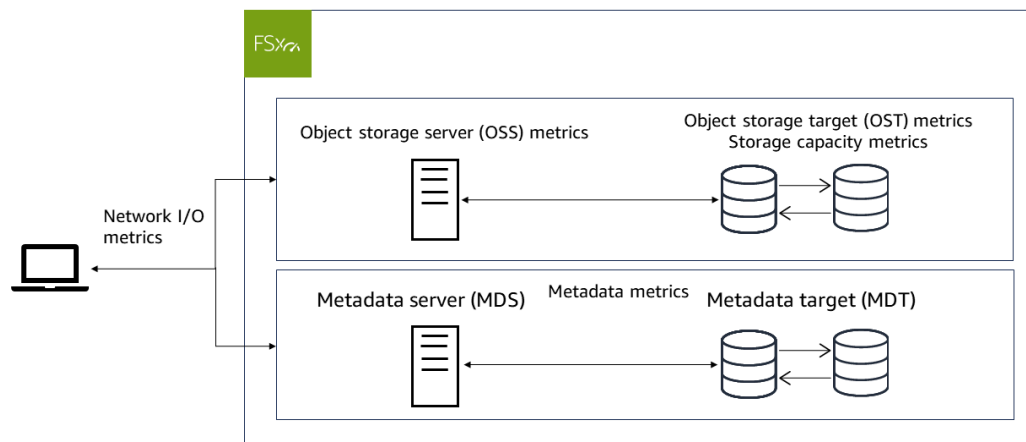 FSx
Object storage server (OSS) metrics
Object storage target (OST) metrics
Storage capacity metrics
Network I/O
metrics
Metadata server (MDS)
Metadata metrics
Metadata target (MDT)